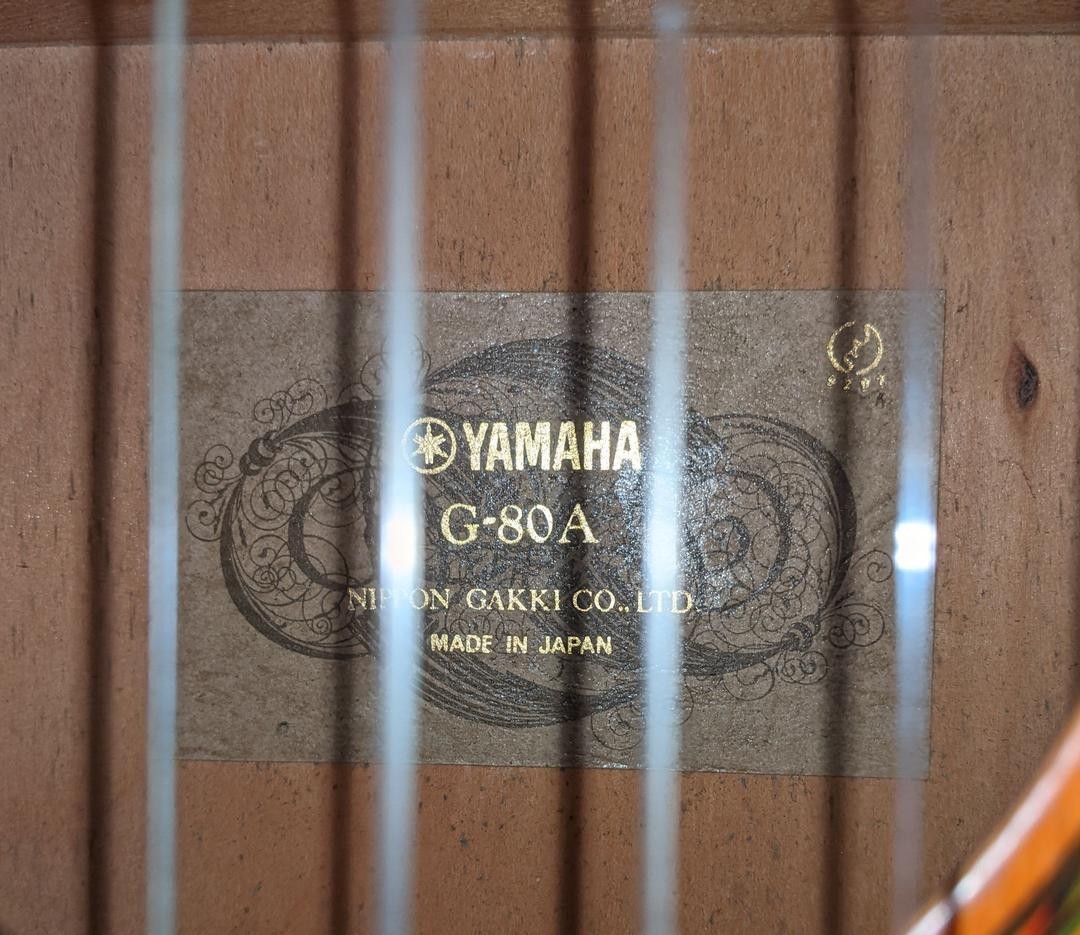 YAMAHA
G-80A
NIPPON GAKKI CO., LTD.
MADE IN JAPAN